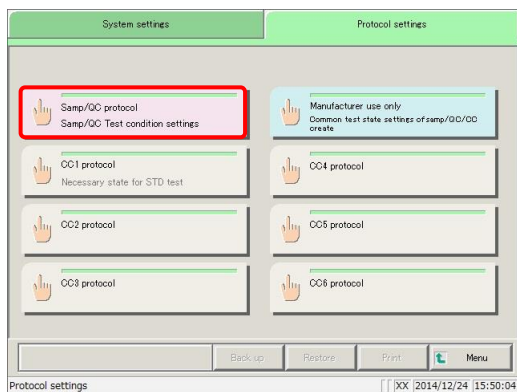 System settings
Protocol settings
Samp/QC protocol
Samp/QC Test condition settings
Manufacturer use only
Common test state settings of samp/QC/CC
create
CC1 protocol
Necessary state for STD test
CC4 protocol
CC2 protocol
CC5 protocol
CC3 protocol
CC6 protocol
Back up
Restore
Print
Menu
Protocol settings
XX 2014/12/24 15:50:04